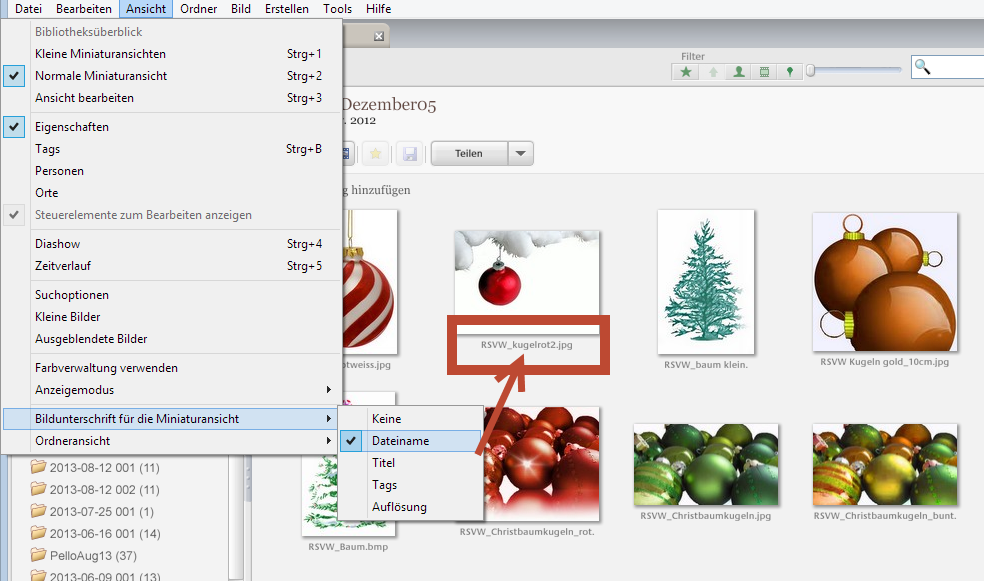 Datei Bearbeiten Ansicht Ordner Bild Erstellen Tools Hilfe
Bibliotheksüberblick
Kleine Miniaturansichten Strg+1
Normale Miniaturansicht Strg+2
Ansicht bearbeiten Strg+3
Eigenschaften
Tags Strg+B
Personen
Orte
Steuerelemente zum Bearbeiten anzeigen
Diashow Strg+4
Zeitverlauf Strg+5
Suchoptionen
Kleine Bilder
Ausgeblendete Bilder
Farbverwaltung verwenden
Anzeigemodus
Bildunterschrift für die Miniaturansicht
Ordneransicht
Keine
Dateiname
Titel
Tags
Auflösung
Filter
Dezember05
. 2012
Teilen
g hinzufügen
otweiss.jpg
RSVW_kugelrot2.jpg
RSVW_baum klein.
RSVW Kugeln gold_10cm.jpg
RSVW_Baum.bmp
RSVW_Christbaumkugeln_rot.
RSVW_Christbaumkugeln.jpg
RSVW_Christbaumkugeln_bunt.
2013-08-12 001 (11)
2013-08-12 002 (11)
2013-07-25 001 (1)
2013-06-16 001 (14)
PelloAug13 (37)
2013-06-09 001 (13)